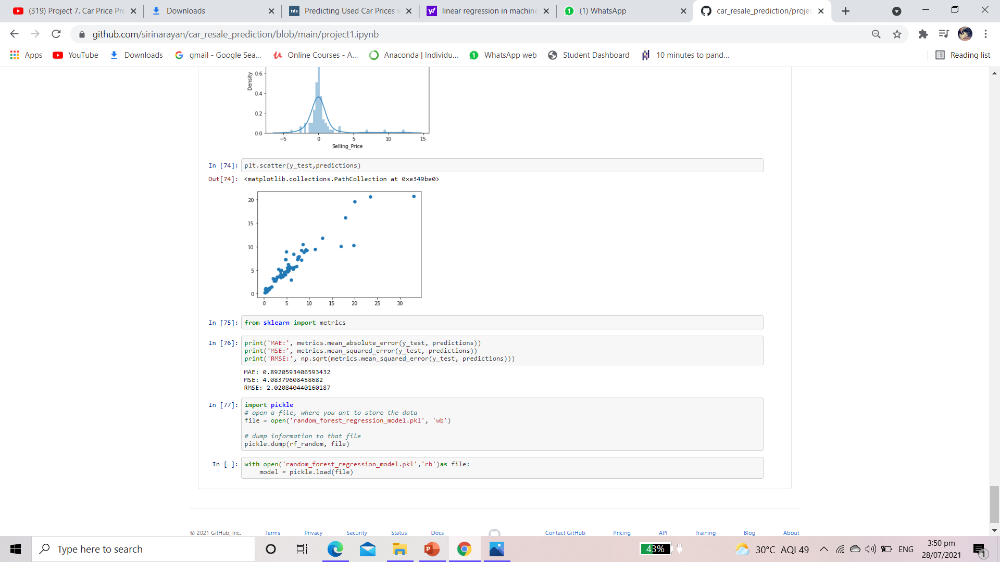 (319) Project 7. Car Price Pre
Downloads
tds Predicting Used Car Prices w
y! linear regression in machine
1 (1) WhatsApp
car_resale_prediction/projec
github.com/sirinarayan/car_resale_prediction/blob/main/project1.ipynb
Apps
YouTube
Downloads
G gmail - Google Sea...
Online Courses - A...
Anaconda | Individu...
1 WhatsApp web
Student Dashboard
10 minutes to pand...
Reading list
Density
0.6
0.4
0.2
0.0
−5 0 5 10 15
Selling_Price
In [74]: plt.scatter(y_test,predictions)
Out[74]: <matplotlib.collections.PathCollection at 0xe349be0>
20
15
10
5
0
0 5 10 15 20 25 30
In [75]: from sklearn import metrics
In [76]: print('MAE:', metrics.mean_absolute_error(y_test, predictions))
print('MSE:', metrics.mean_squared_error(y_test, predictions))
print('RMSE:', np.sqrt(metrics.mean_squared_error(y_test, predictions)))
MAE: 0.8920593406593432
MSE: 4.08379608458682
RMSE: 2.020840440160187
In [77]: import pickle
# open a file, where you ant to store the data
file = open('random_forest_regression_model.pkl', 'wb')
# dump information to that file
pickle.dump(rf_random, file)
In [ ]: with open('random_forest_regression_model.pkl','rb')as file:
model = pickle.load(file)
© 2021 GitHub, Inc. Terms Privacy Security Status Docs Contact GitHub Pricing API Training Blog About
Type here to search
P
43%
30°C AQI 49
ENG
3:50 pm
28/07/2021
1